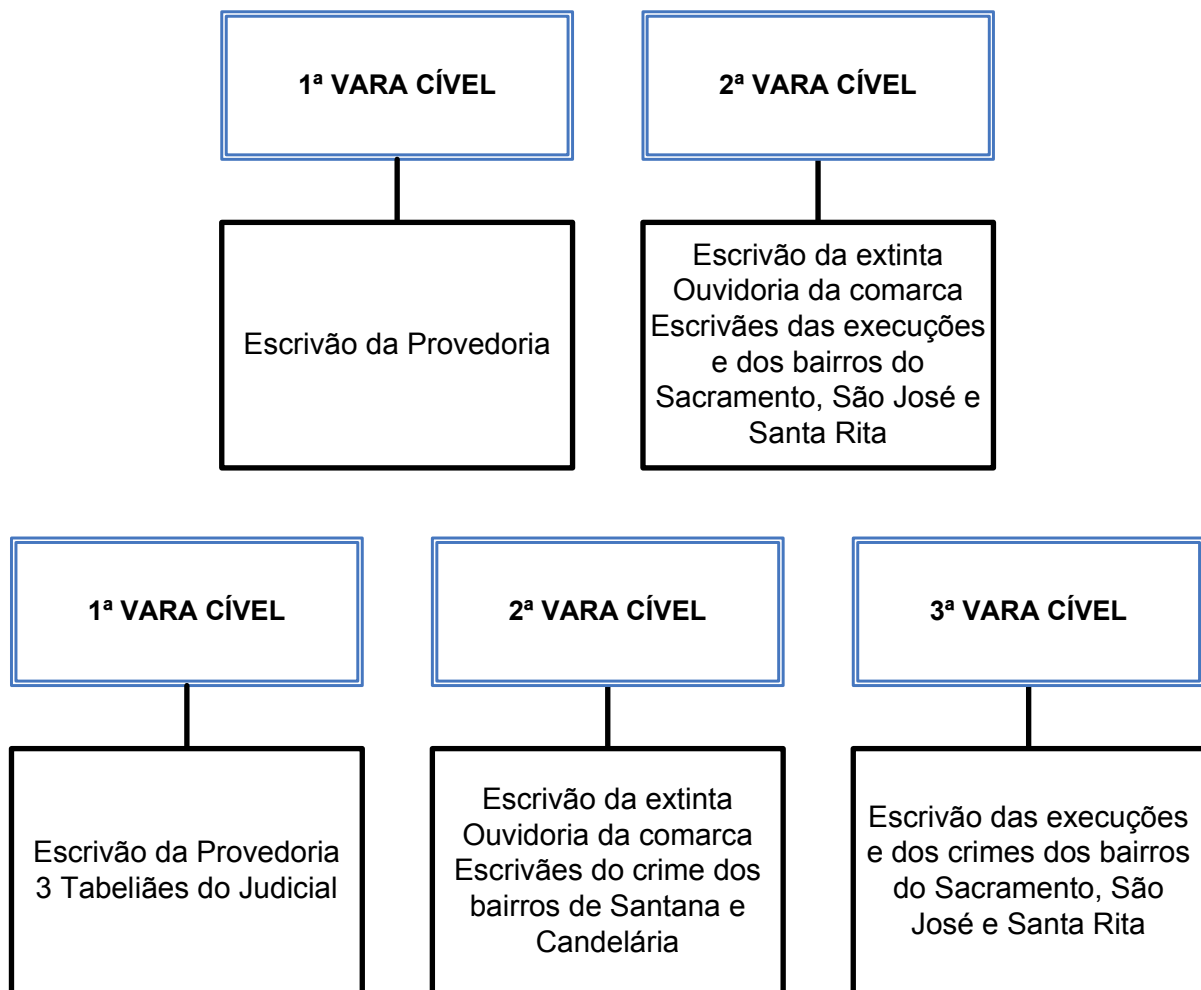 1ª VARA CÍVEL
2ª VARA CÍVEL
Escrivão da Provedoria
Escrivão da extinta
Ouvidoria da comarca
Escrivães das execuções
e dos bairros do
Sacramento, São José e
Santa Rita
1ª VARA CÍVEL
2ª VARA CÍVEL
3ª VARA CÍVEL
Escrivão da Provedoria
3 Tabeliães do Judicial
Escrivão da extinta
Ouvidoria da comarca
Escrivães do crime dos
bairros de Santana e
Candelária
Escrivão das execuções
e dos crimes dos bairros
do Sacramento, São
José e Santa Rita